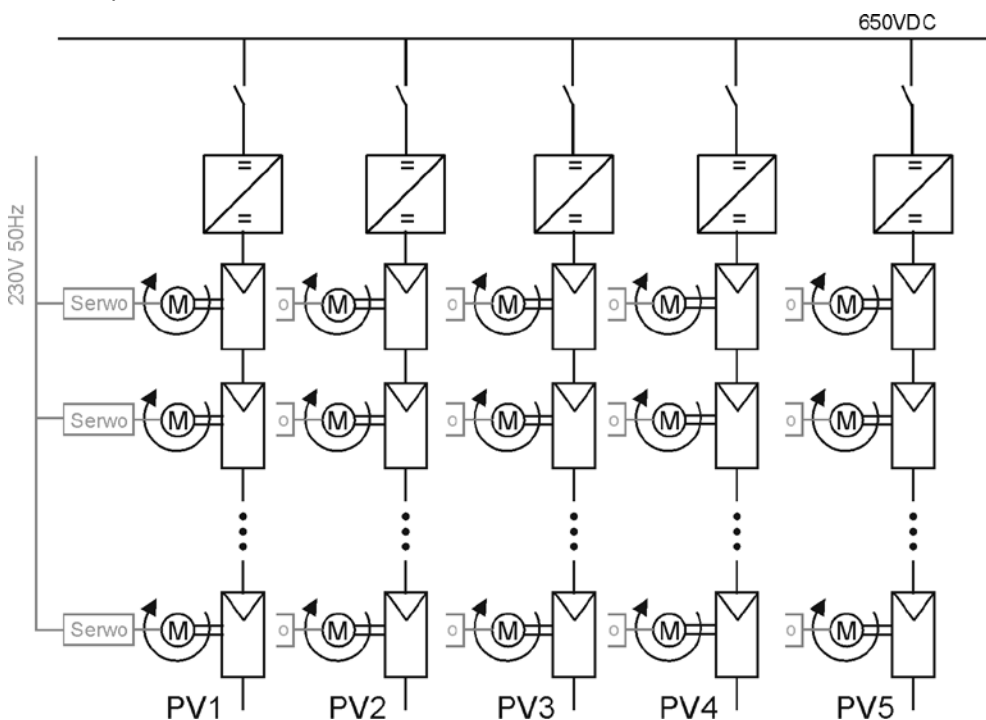 650VDC
230V 50Hz
Serwo M o M o M o M o M
Serwo M o M o M o M o M
Serwo M o M o M o M o M
PV1 PV2 PV3 PV4 PV5